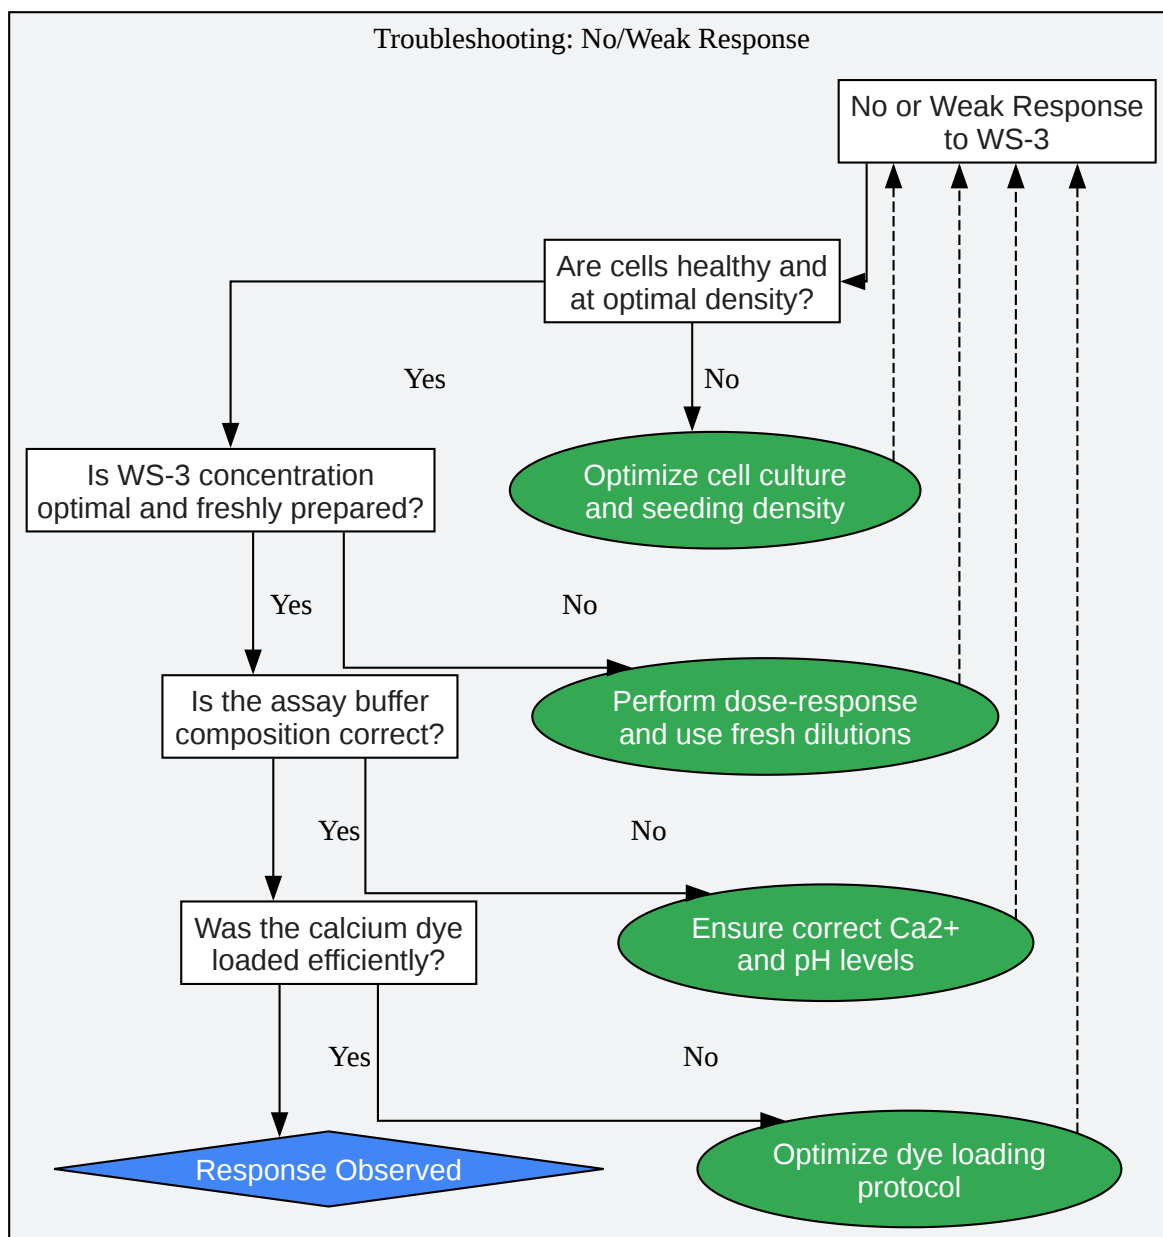 Troubleshooting: No/Weak Response
No or Weak Response
to WS-3
Are cells healthy and
at optimal density?
Yes
No
Is WS-3 concentration
optimal and freshly prepared?
Optimize cell culture
and seeding density
Yes
No
Is the assay buffer
composition correct?
Perform dose-response
and use fresh dilutions
Yes
No
Was the calcium dye
loaded efficiently?
Ensure correct Ca2+
and pH levels
Yes
No
Response Observed
Optimize dye loading
protocol